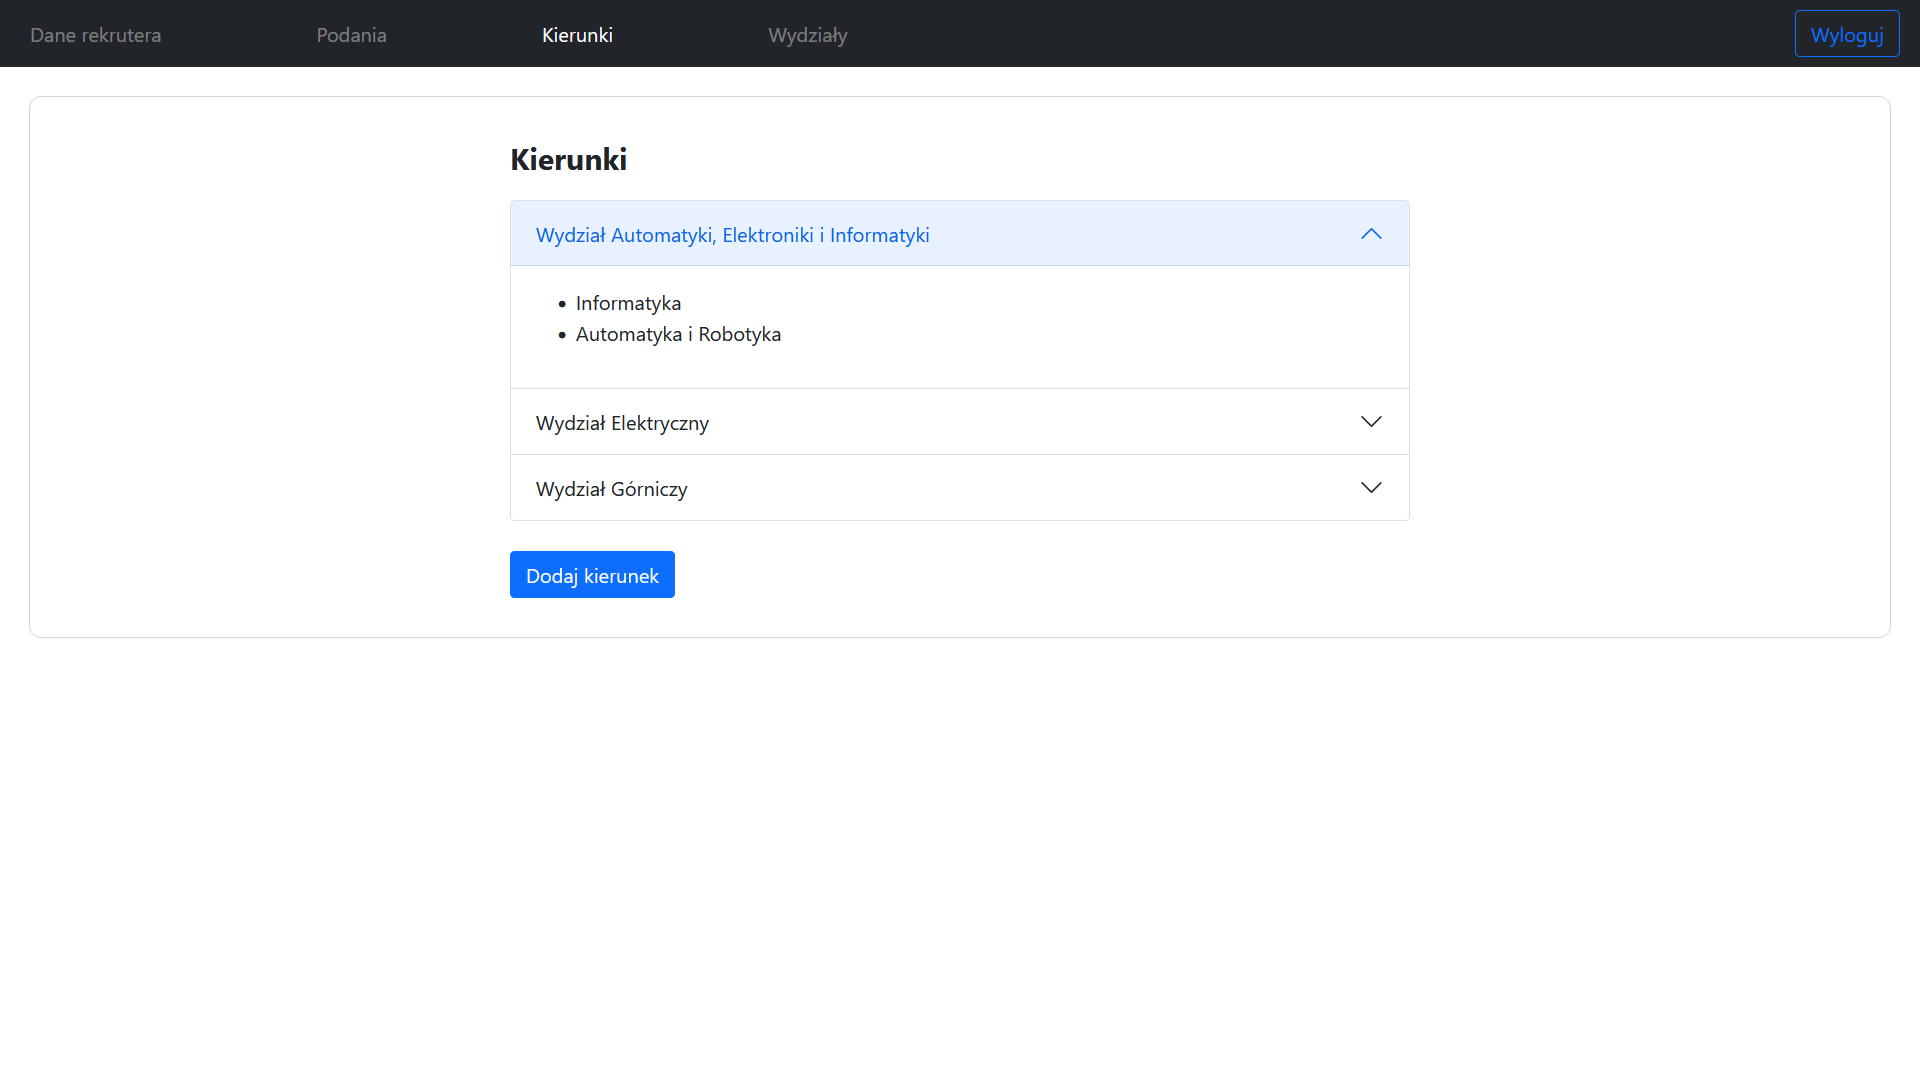 Dane rekrutera Podania Kierunki Wydziały Wyloguj
Kierunki
Wydział Automatyki, Elektroniki i Informatyki
Informatyka
Automatyka i Robotyka
Wydział Elektryczny
Wydział Górniczy
Dodaj kierunek